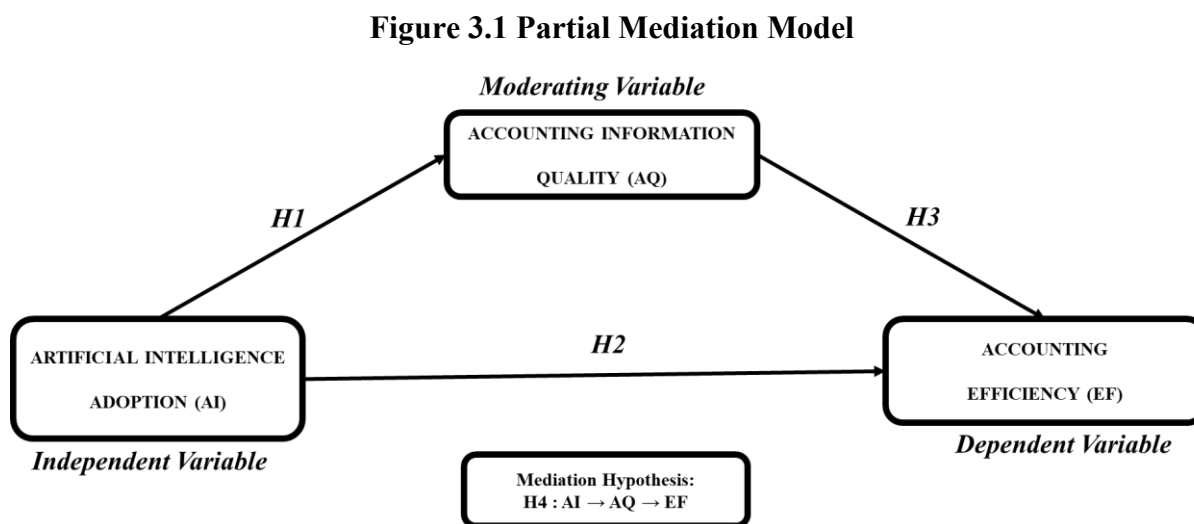 Figure 3.1 Partial Mediation Model
Moderating Variable
ACCOUNTING INFORMATION
QUALITY (AQ)
H1
H3
ARTIFICIAL INTELLIGENCE
ADOPTION (AI)
H2
ACCOUNTING
EFFICIENCY (EF)
Independent Variable
Dependent Variable
Mediation Hypothesis:
H4 : AI → AQ → EF